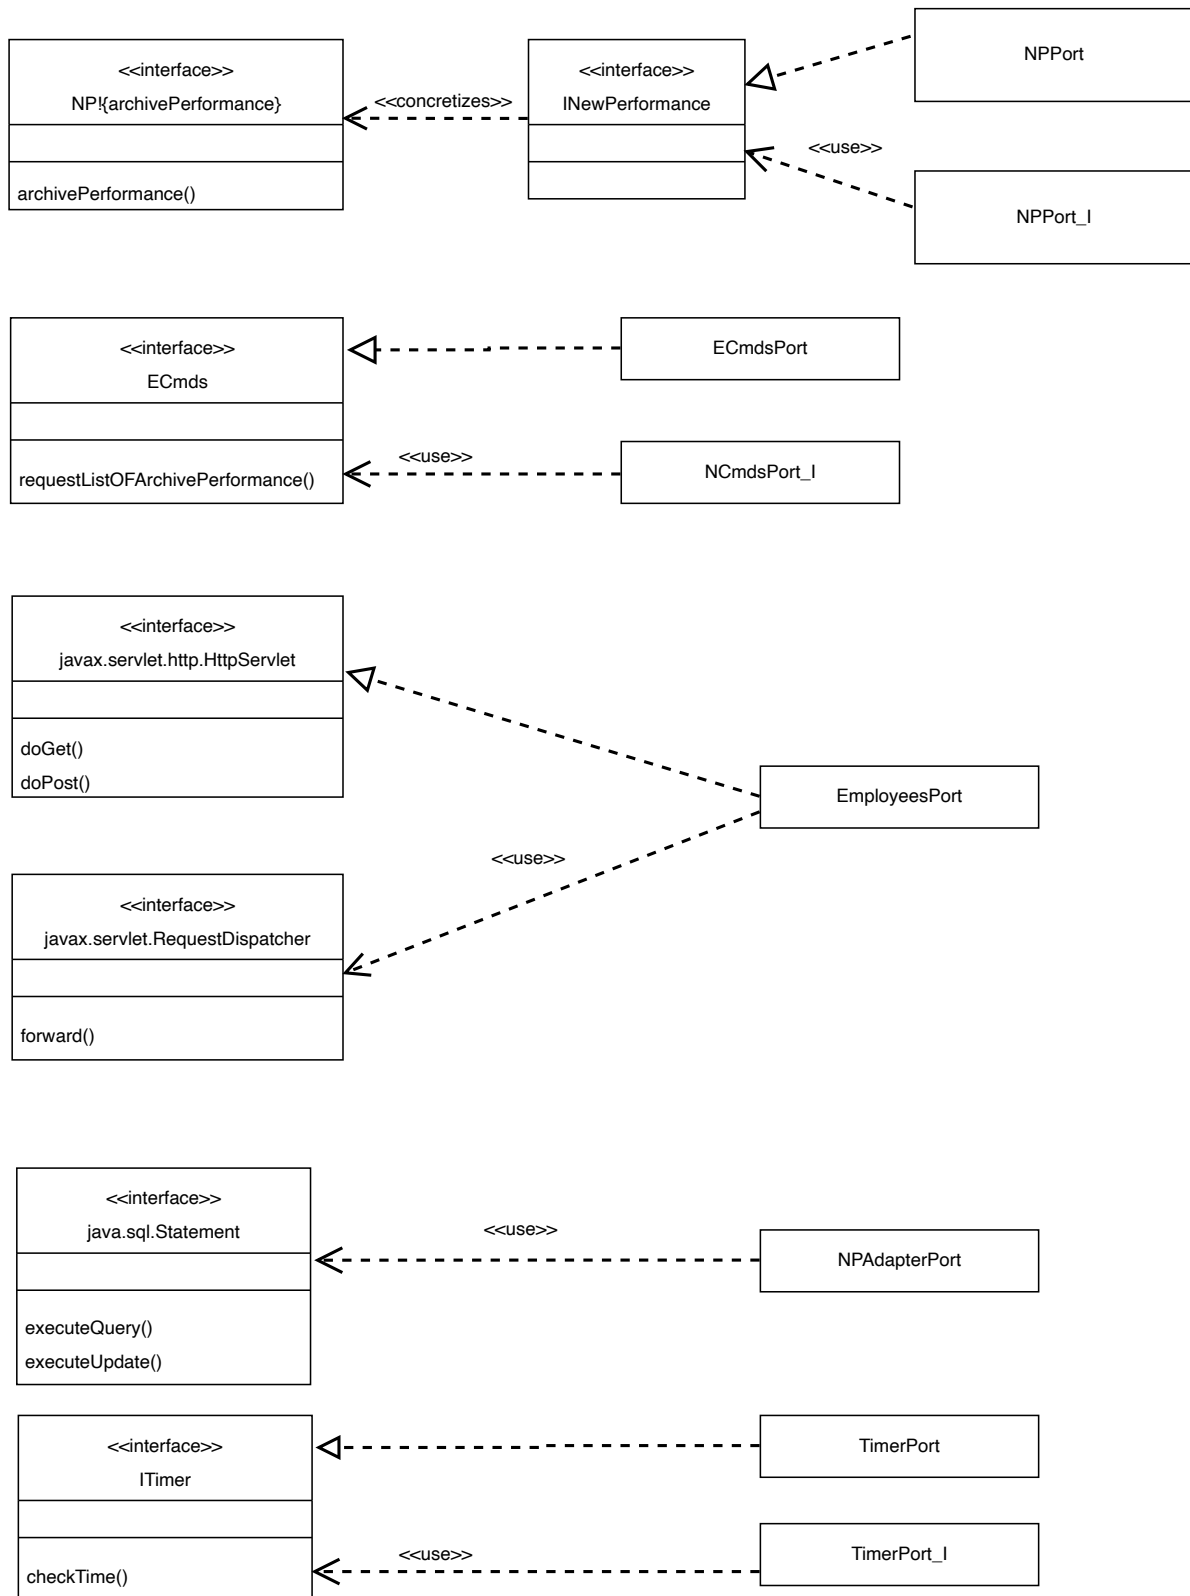 <<interface>>
NP!{archivePerformance}
archivePerformance()
<<concretizes>>
<<interface>>
INewPerformance
NPPort
<<use>>
NPPort_I
<<interface>>
ECmds
requestListOFArchivePerformance()
ECmdsPort
<<use>>
NCmdsPort_I
<<interface>>
javax.servlet.http.HttpServlet
doGet()
doPost()
EmployeesPort
<<use>>
<<interface>>
javax.servlet.RequestDispatcher
forward()
<<interface>>
java.sql.Statement
executeQuery()
executeUpdate()
<<use>>
NPAdapterPort
<<interface>>
ITimer
checkTime()
TimerPort
<<use>>
TimerPort_I